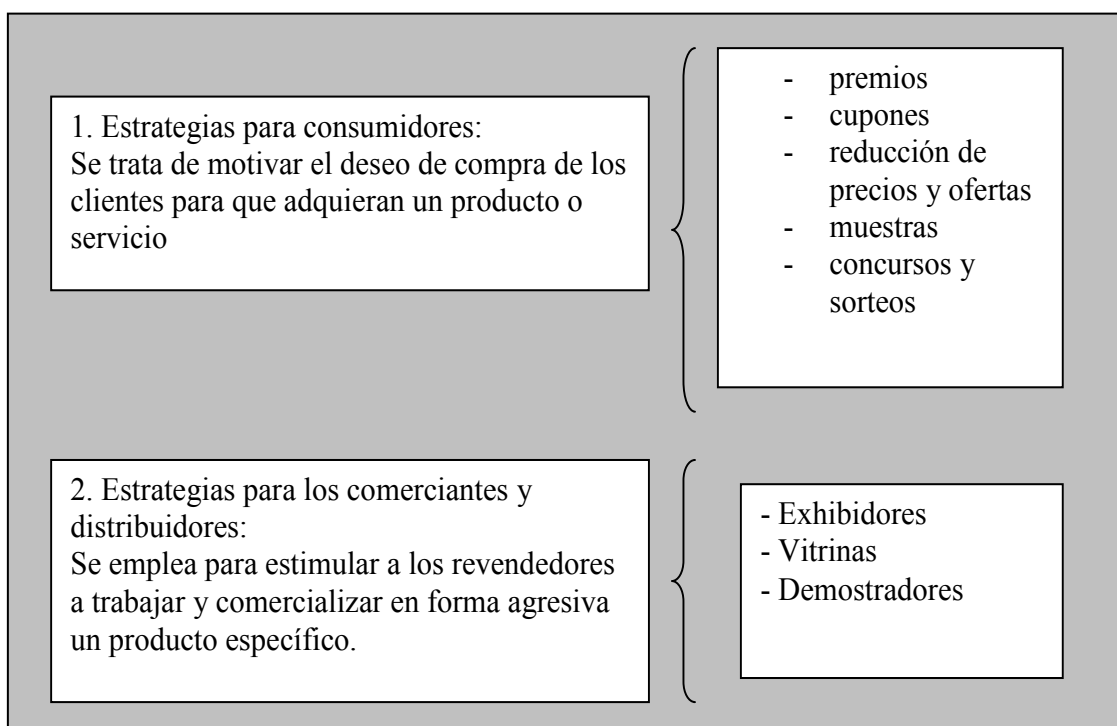 1. Estrategias para consumidores:
Se trata de motivar el deseo de compra de los
clientes para que adquieran un producto o
servicio
- premios
- cupones
- reducción de
precios y ofertas
- muestras
- concursos y
sorteos
2. Estrategias para los comerciantes y
distribuidores:
Se emplea para estimular a los revendedores
a trabajar y comercializar en forma agresiva
un producto específico.
- Exhibidores
- Vitrinas
- Demostradores